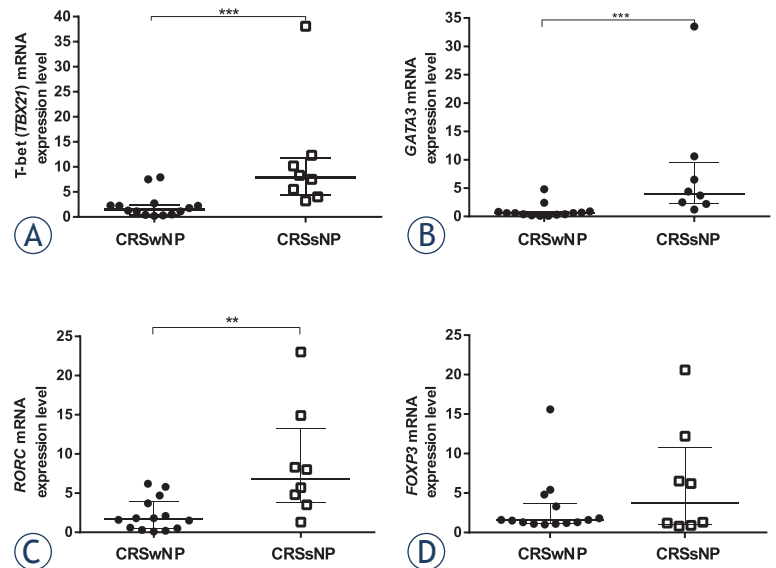 ***
40
35
30
25
20
15
10
5
0
T-bet (TBX21) mRNA
expression level
CRSwNP CRSsNP
A
***
35
30
25
20
15
10
5
0
GATA3 mRNA
expression level
CRSwNP CRSsNP
B
**
25
20
15
10
5
0
RORC mRNA
expression level
CRSwNP CRSsNP
C
25
20
15
10
5
0
FOXP3 mRNA
expression level
CRSwNP CRSsNP
D